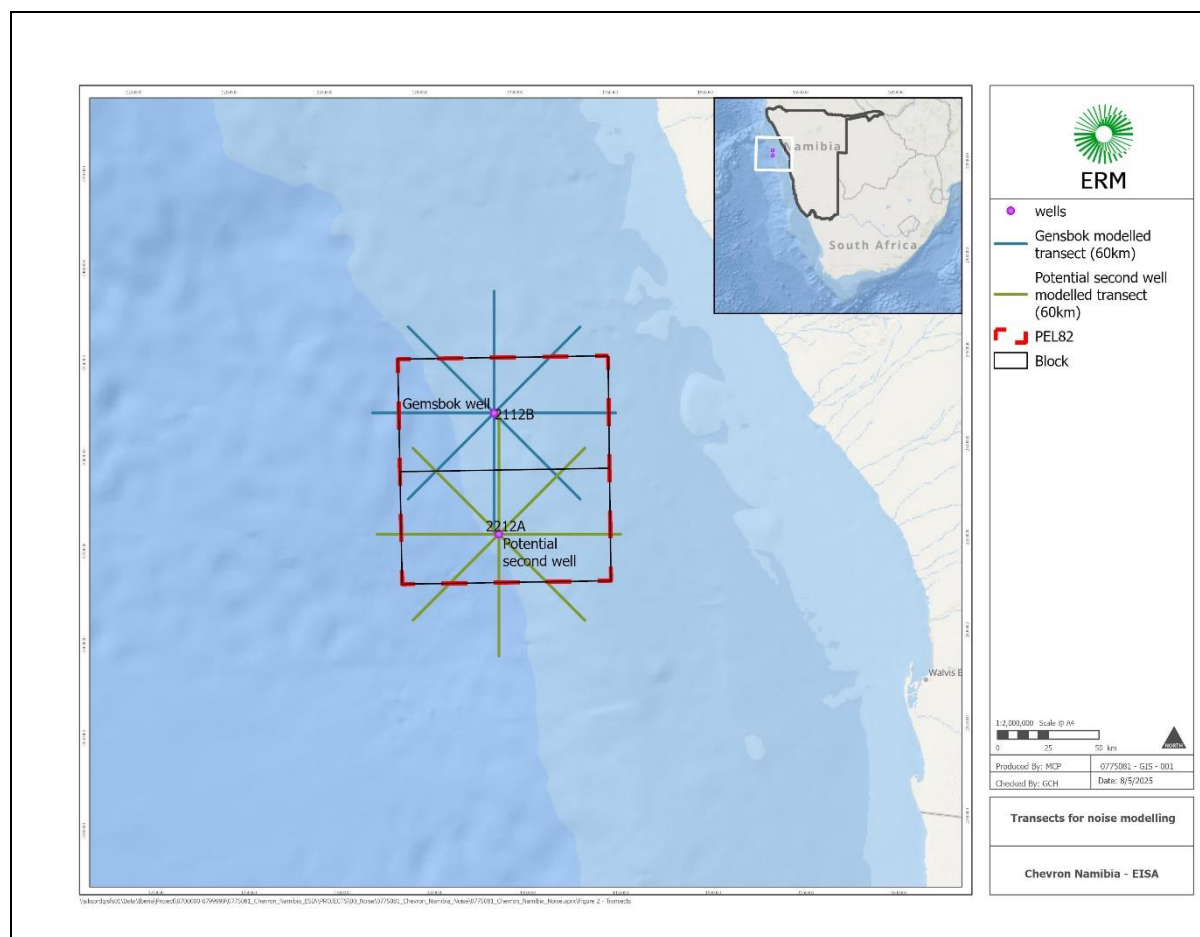 Namibia
South Africa
Gemsbok well
2112B
2212A
Potential
second well
Walvis B
ERM
wells
Gensbok modelled
transect (60km)
Potential second well
modelled transect
(60km)
PEL82
Block
1:2,000,000 Scale @ A4
0 25 50 km
NORTH
Produced By: MCP
0775081 - GIS - 001
Checked By: GCH
Date: 8/5/2025
Transects for noise modelling
Chevron Namibia - EISA